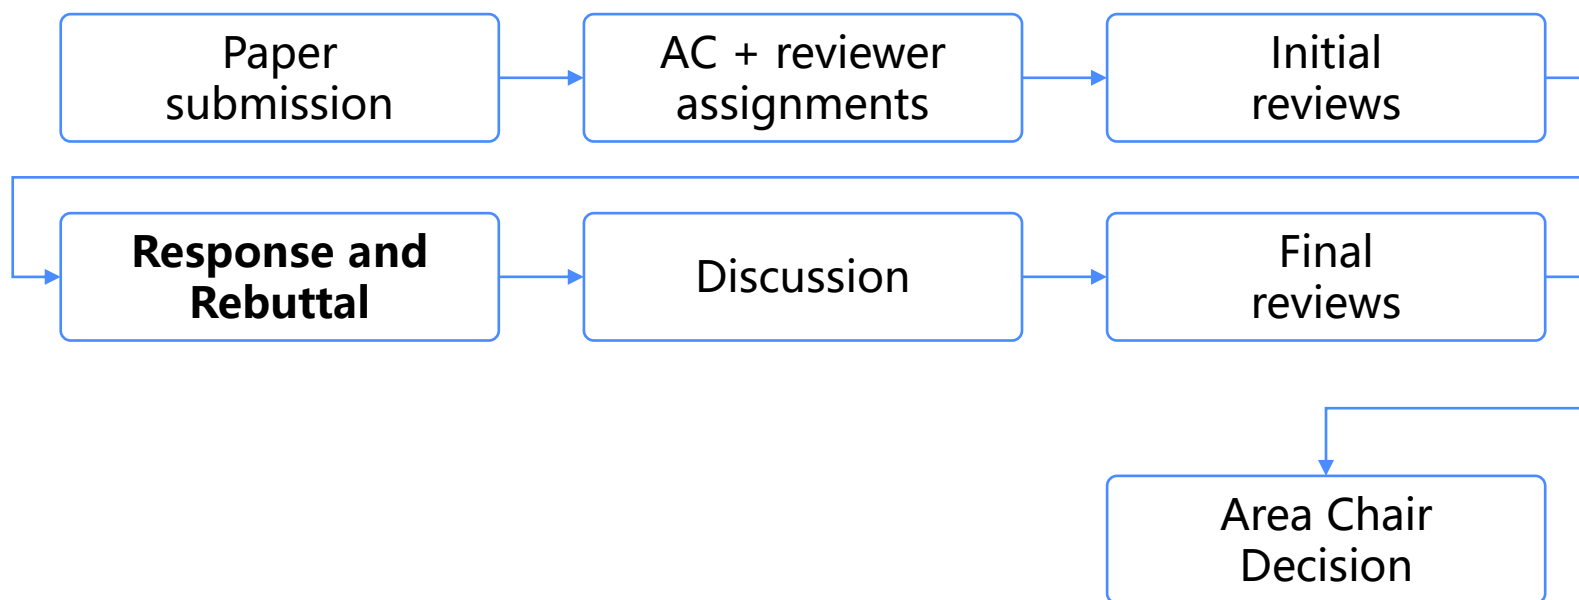 Paper
submission
AC + reviewer
assignments
Initial
reviews
Response and
Rebuttal
Discussion
Final
reviews
Area Chair
Decision